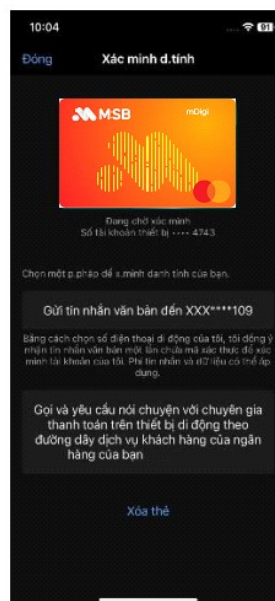 10:04
91
Đóng
Xác minh d.tính
MSB
mDigi
Đang chờ xác minh
Số tài khoản thiết bị •••• 4743
Chọn một p.pháp để x.minh danh tính của bạn.
Gửi tin nhắn văn bản đến XXX****109
Bằng cách chọn số điện thoại di động của tôi, tôi đồng ý
nhận tin nhắn văn bản một lần chứa mã xác thực để xác
minh tài khoản của tôi. Phí tin nhắn và dữ liệu có thể áp
dụng.
Gọi và yêu cầu nói chuyện với chuyên gia
thanh toán trên thiết bị di động theo
đường dây dịch vụ khách hàng của ngân
hàng của bạn
Xóa thẻ